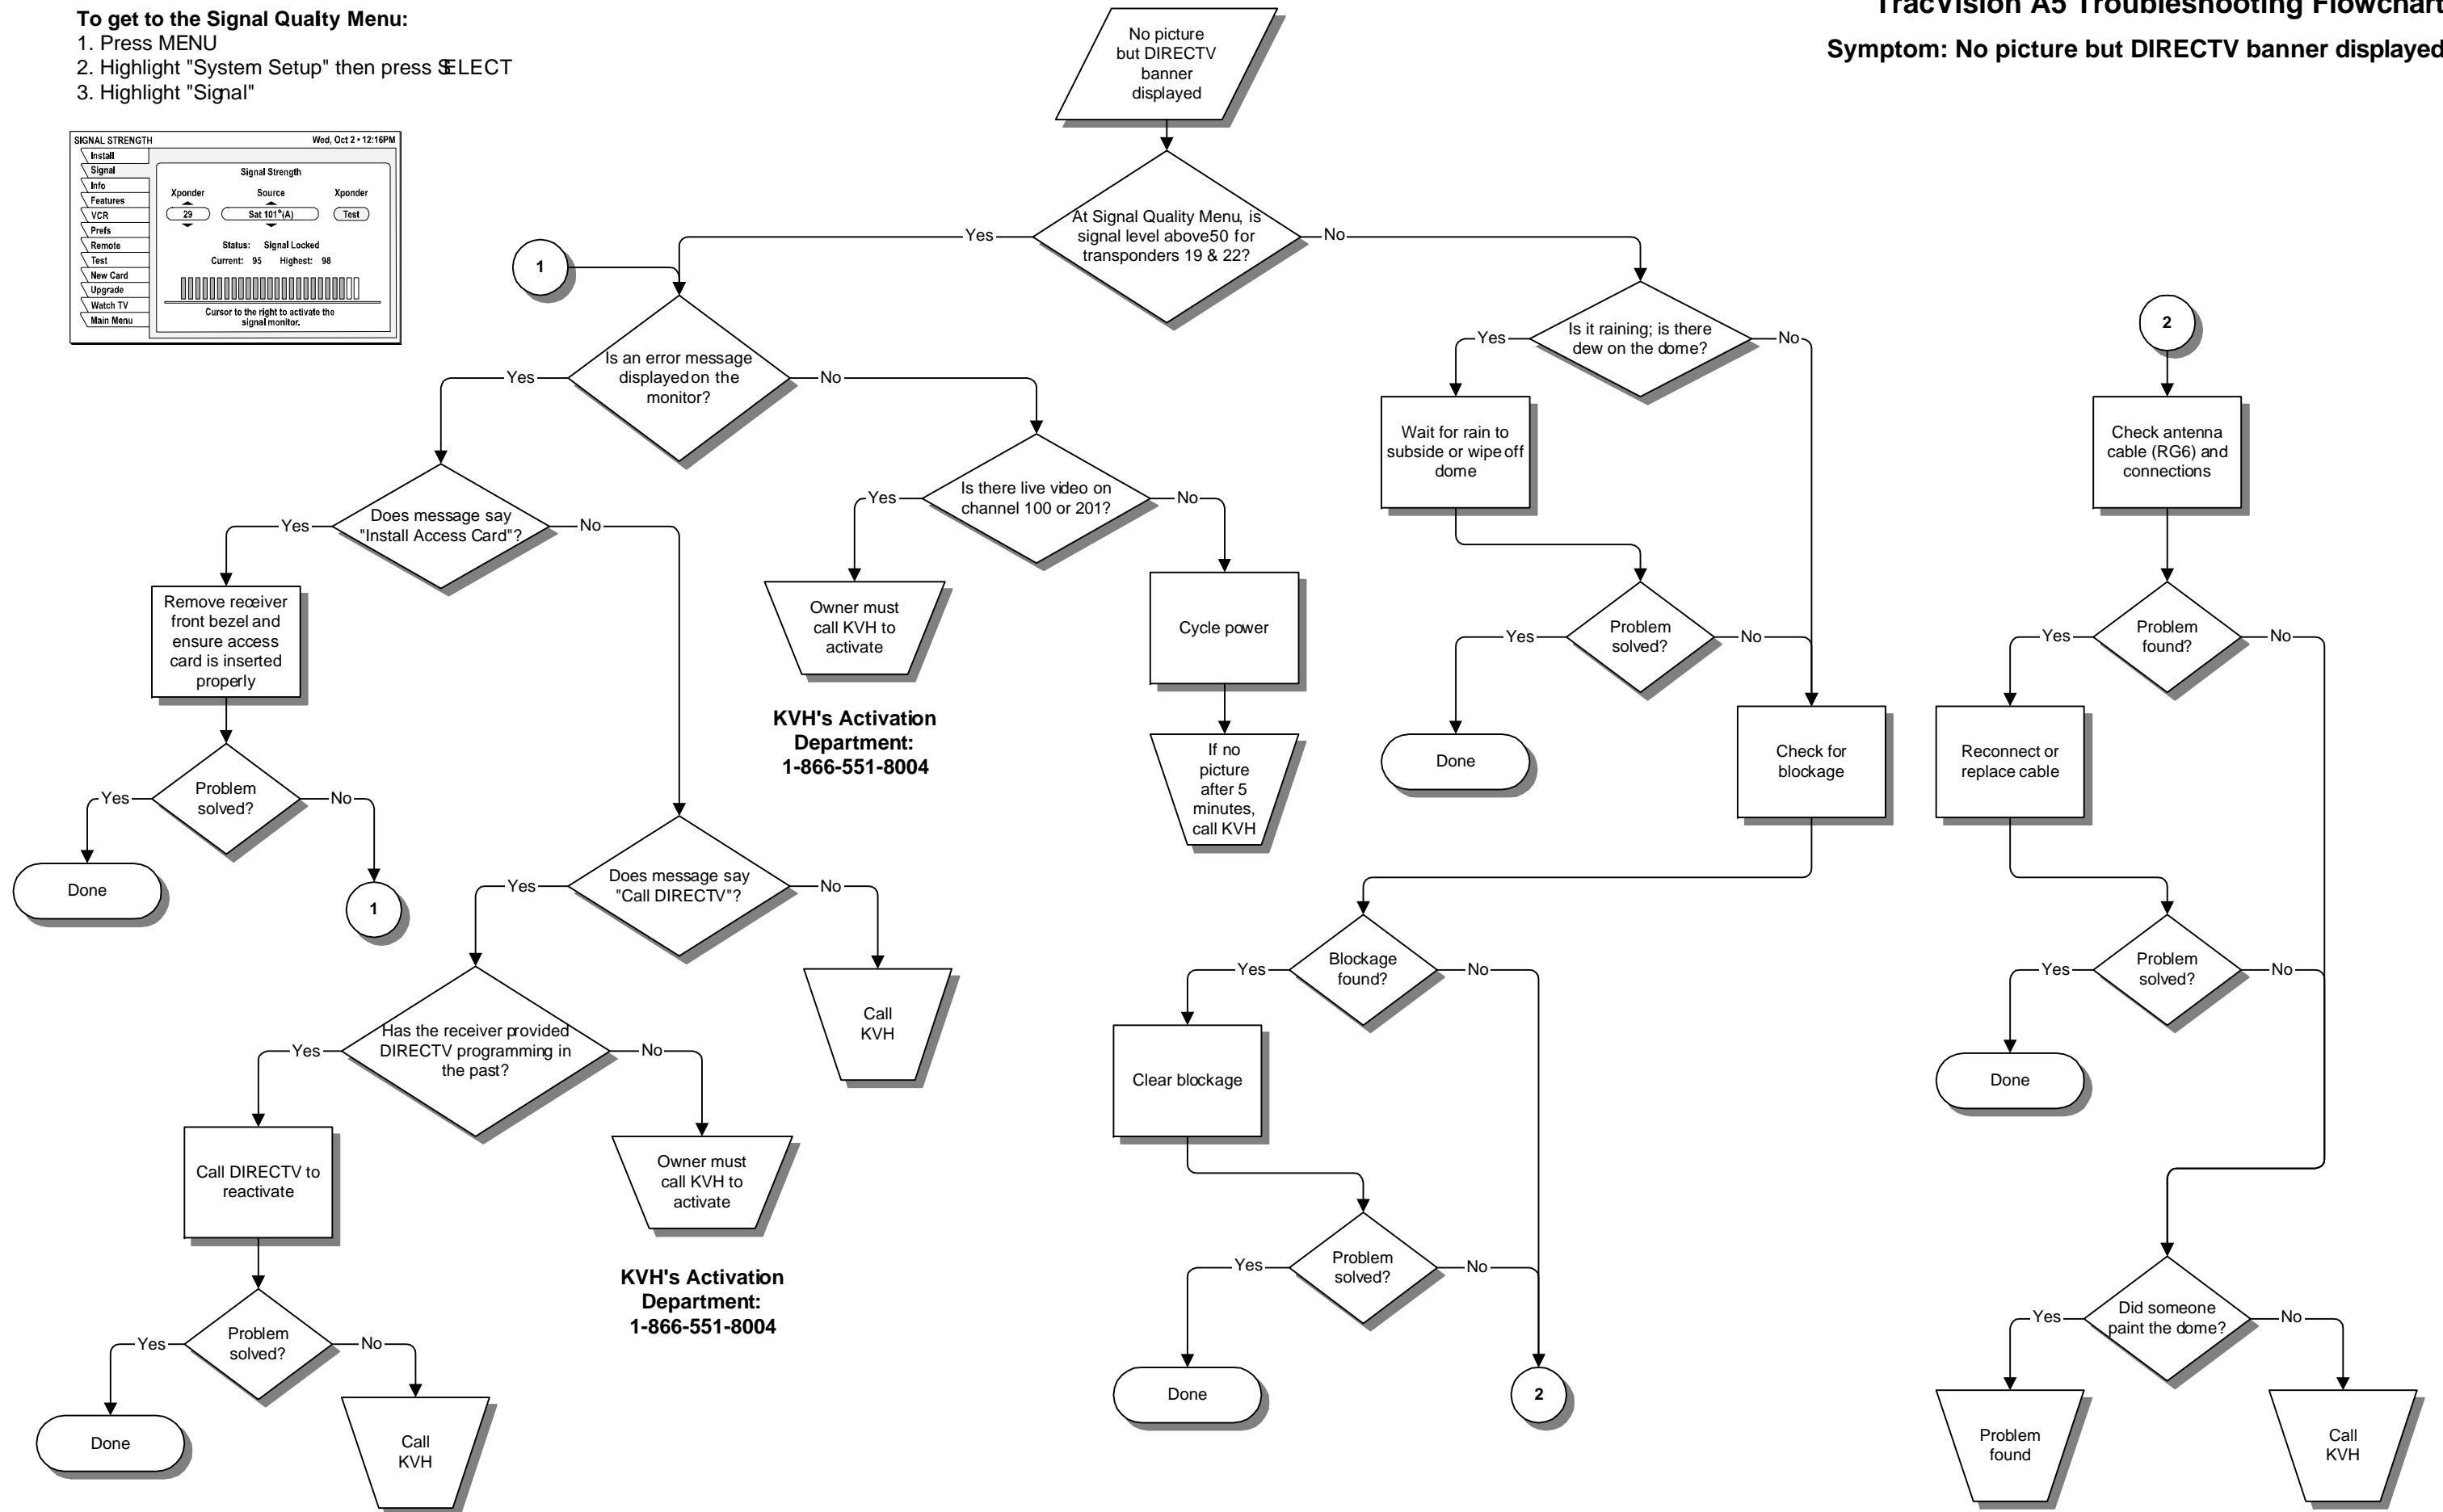 To get to the Signal Quality Menu:
1. Press MENU
2. Highlight "System Setup" then press SELECT
3. Highlight "Signal"
TracVision A5 Troubleshooting Flowchart
Symptom: No picture but DIRECTV banner displayed
SIGNAL STRENGTH
Wed, Oct 2 • 12:16PM
Install
Signal
Info
Features
VCR
Prefs
Remote
Test
New Card
Upgrade
Watch TV
Main Menu
Signal Strength
Xponder
Source
Xponder
29
Sat 101°(A)
Test
Status: Signal Locked
Current: 95 Highest: 98
Cursor to the right to activate the
signal monitor.
No picture
but DIRECTV
banner
displayed
At Signal Quality Menu, is
signal level above50 for
transponders 19 & 22?
Yes
No
1
Is an error message
displayed on the
monitor?
Yes
No
Does message say
"Install Access Card"?
Yes
No
Remove receiver
front bezel and
ensure access
card is inserted
properly
Problem
solved?
Yes
No
Done
1
Is there live video on
channel 100 or 201?
Yes
No
Owner must
call KVH to
activate
KVH's Activation
Department:
1-866-551-8004
Cycle power
If no
picture
after 5
minutes,
call KVH
Does message say
"Call DIRECTV"?
Yes
No
Call
KVH
Has the receiver provided
DIRECTV programming in
the past?
Yes
No
Call DIRECTV to
reactivate
Owner must
call KVH to
activate
KVH's Activation
Department:
1-866-551-8004
Problem
solved?
Yes
No
Done
Call
KVH
Is it raining; is there
dew on the dome?
Yes
No
Wait for rain to
subside or wipe off
dome
Problem
solved?
Yes
No
Done
Check for
blockage
Blockage
found?
Yes
No
Clear blockage
Problem
solved?
Yes
No
Done
2
2
Check antenna
cable (RG6) and
connections
Problem
found?
Yes
No
Reconnect or
replace cable
Problem
solved?
Yes
No
Done
Did someone
paint the dome?
Yes
No
Problem
found
Call
KVH